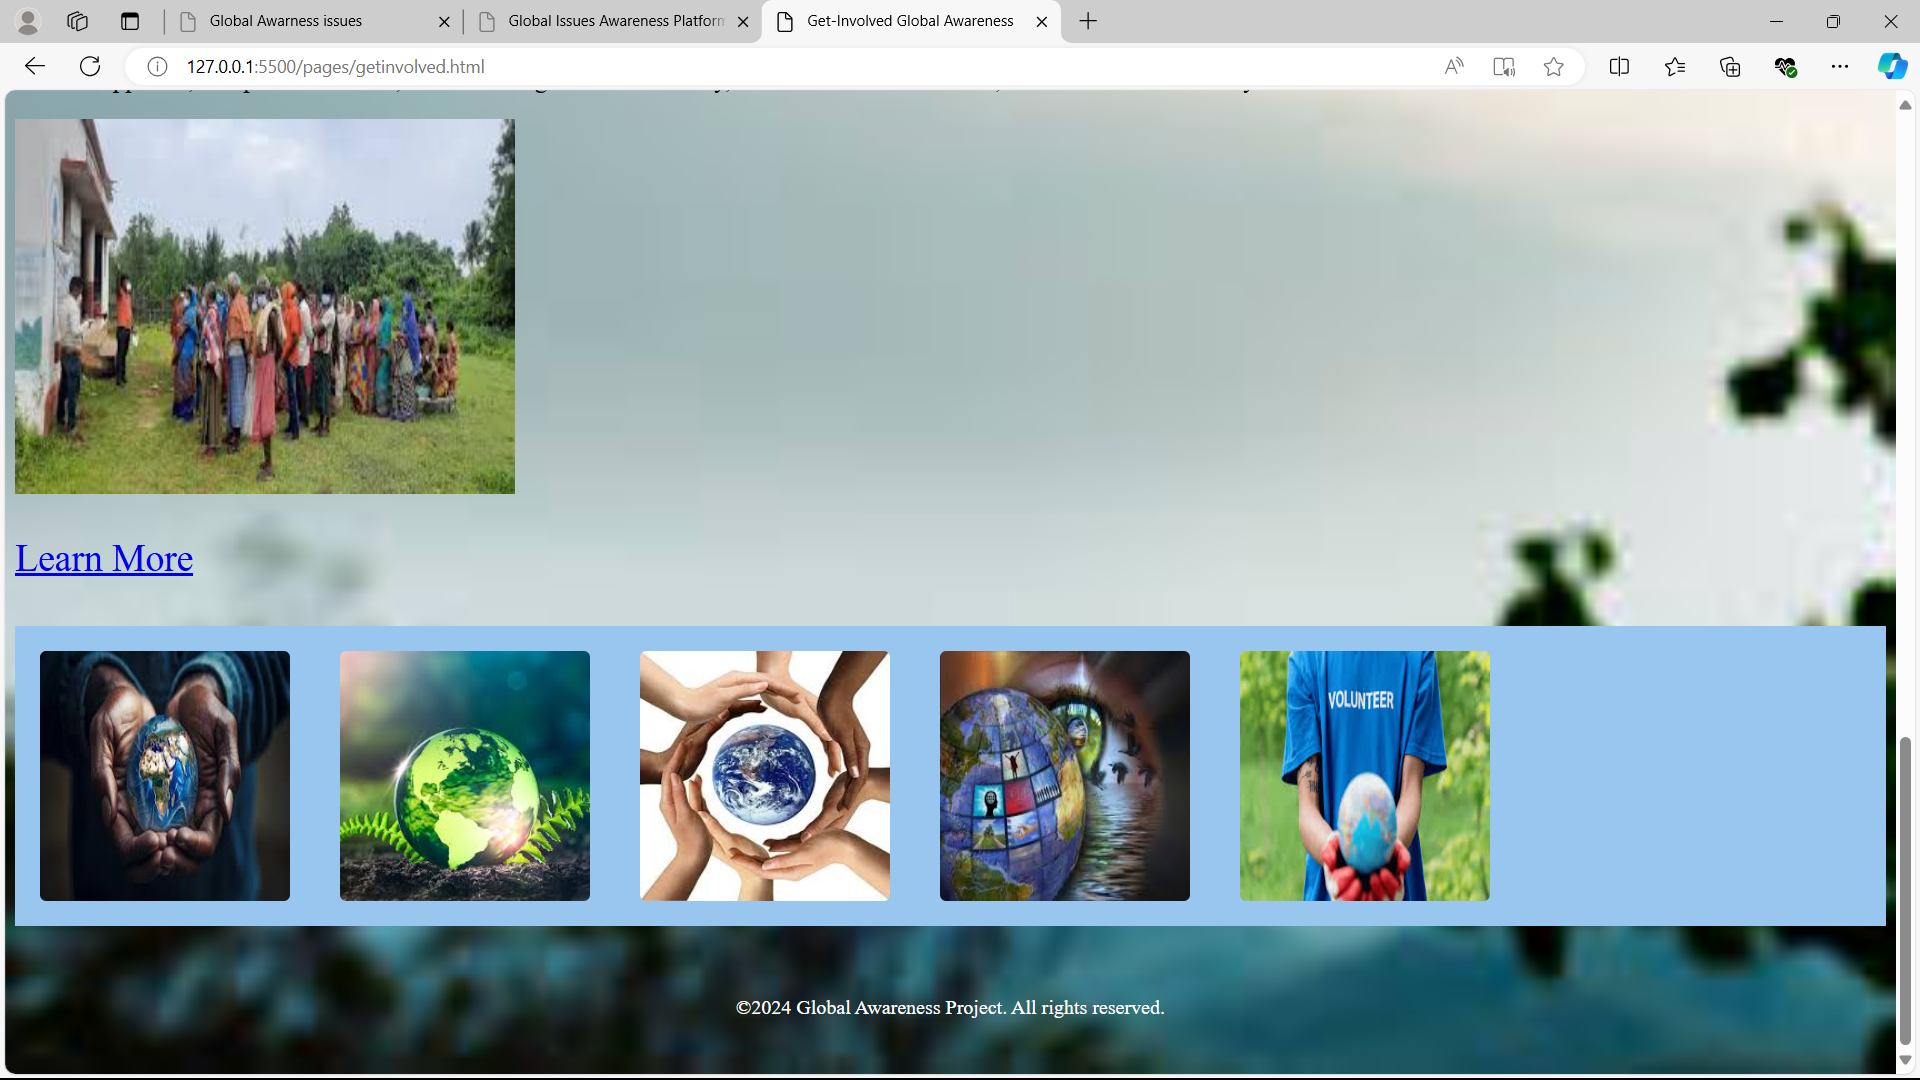 Global Awarness issues
Global Issues Awareness Platform
Get-Involved Global Awareness
127.0.0.1:5500/pages/getinvolved.html
Learn More
VOLUNTEER
©2024 Global Awareness Project. All rights reserved.